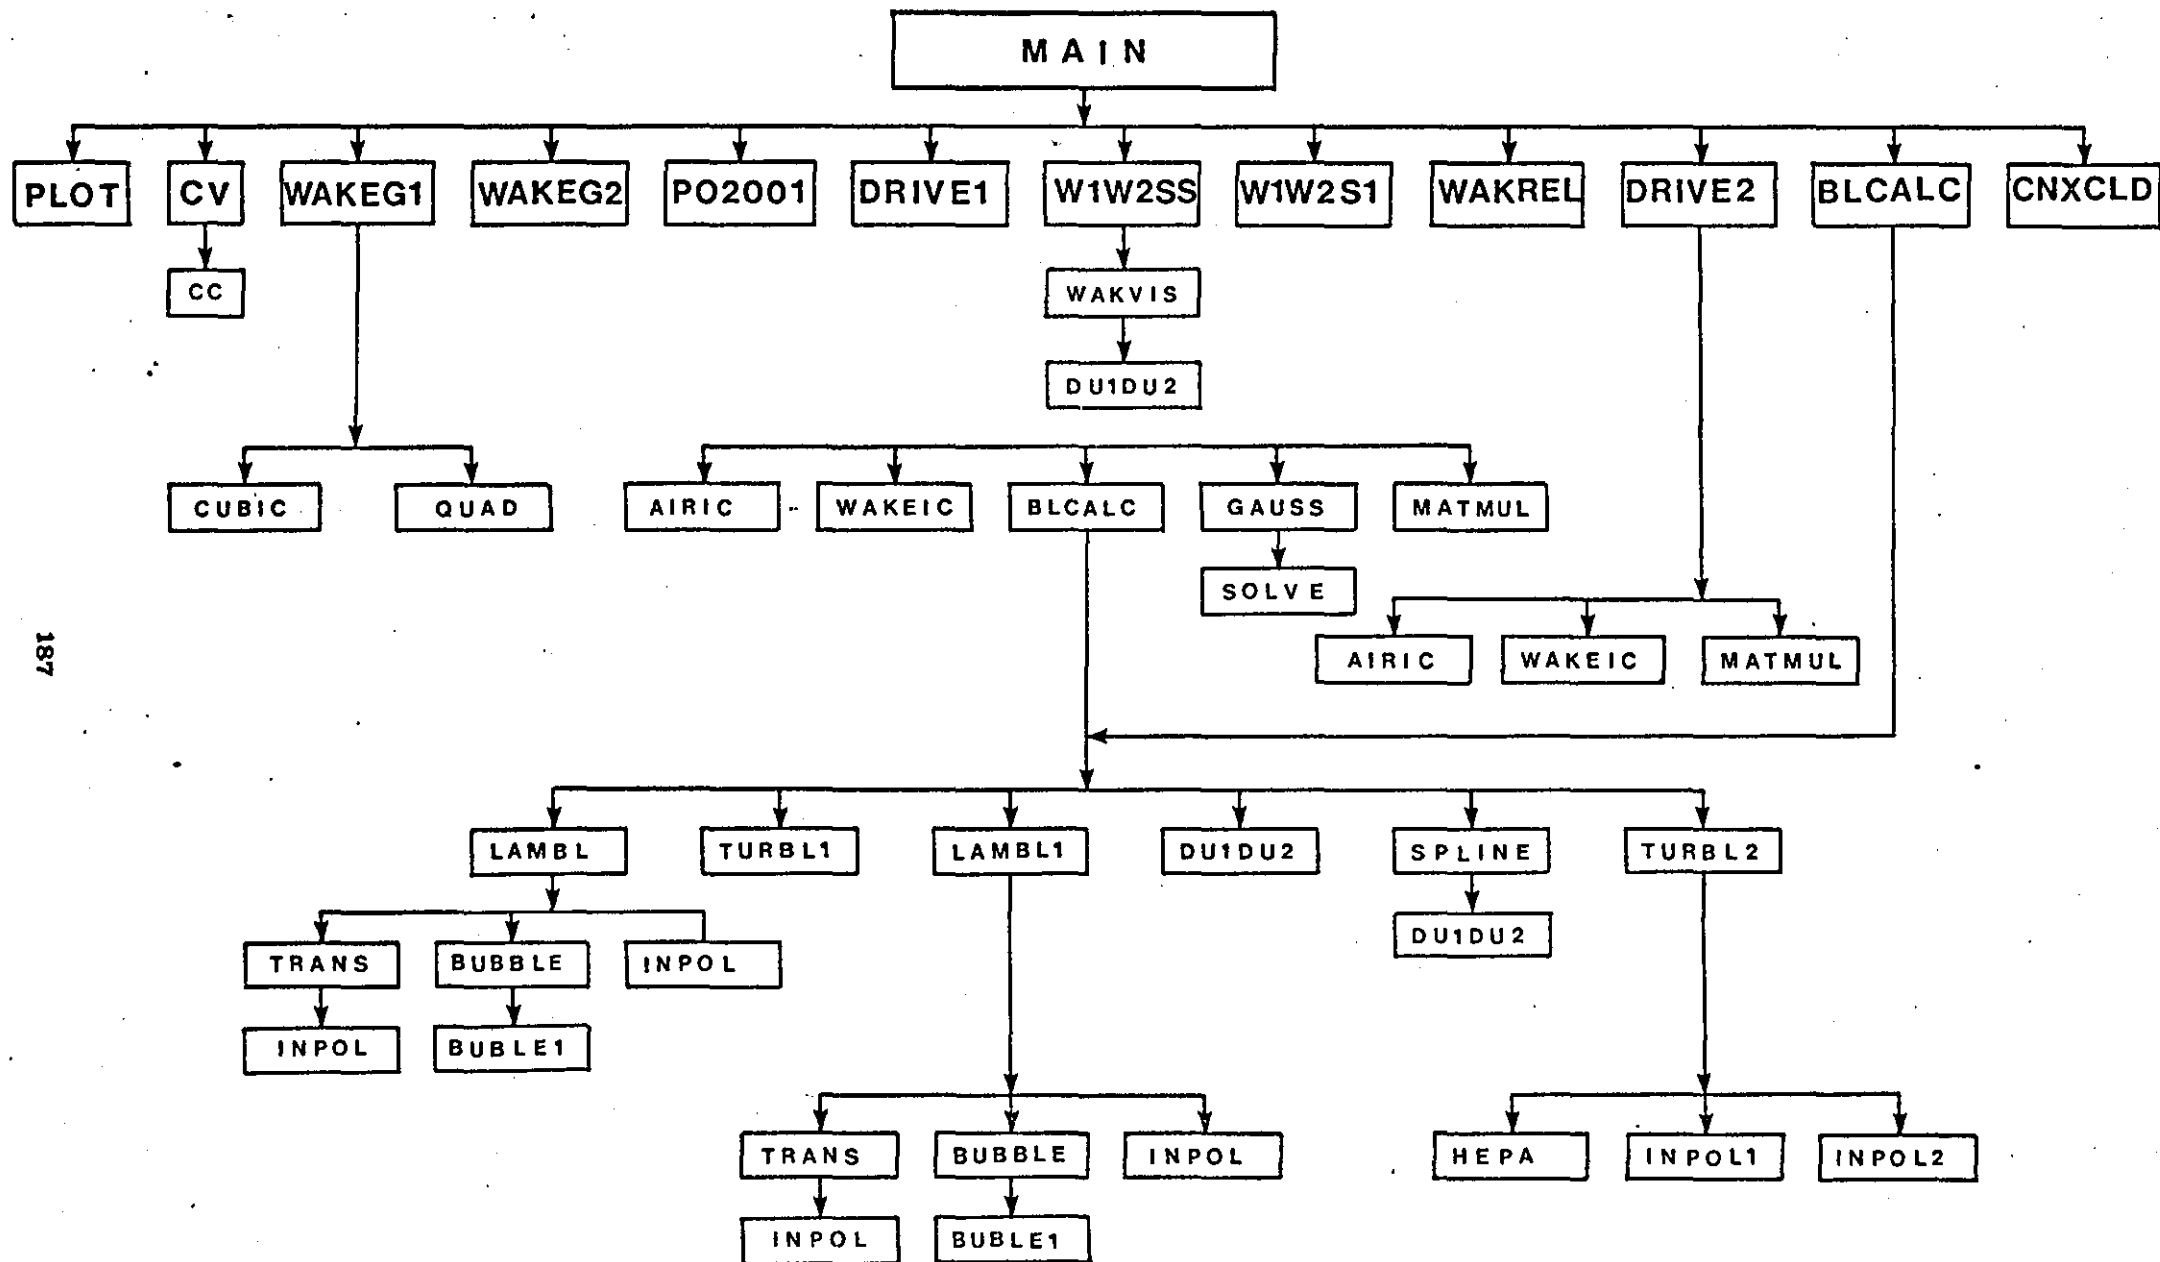 MAIN
PLOT CV WAKEG1 WAKEG2 PO2001 DRIVE1 W1W2SS W1W2S1 WAKREL DRIVE2 BLCALC CNXCLD
CC WAKVIS
DU1DU2
CUBIC QUAD AIRIC WAKEIC BLCALC GAUSS MATMUL
SOLVE
187
AIRIC WAKEIC MATMUL
LAMBL TURBL1 LAMBL1 DU1DU2 SPLINE TURBL2
DU1DU2
TRANS BUBBLE INPOL
INPOL BUBLE1
TRANS BUBBLE INPOL HEPA INPOL1 INPOL2
INPOL BUBLE1